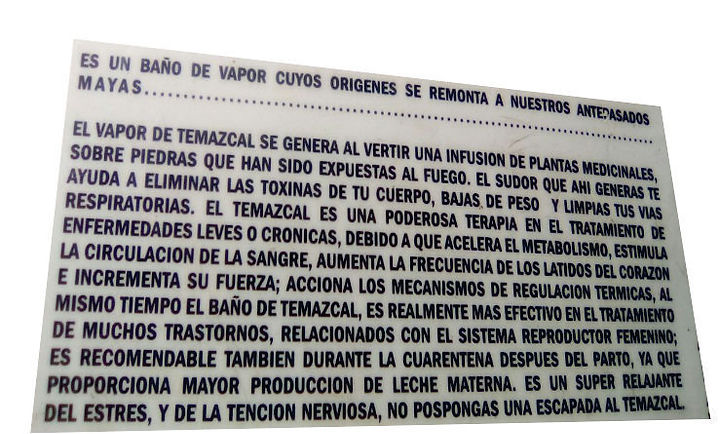 ES UN BAÑO DE VAPOR CUYOS ORIGENES SE REMONTA A NUESTROS ANTEPASADOS
MAYAS........................................................................
EL VAPOR DE TEMAZCAL SE GENERA AL VERTIR UNA INFUSION DE PLANTAS MEDICINALES,
SOBRE PIEDRAS QUE HAN SIDO EXPUESTAS AL FUEGO. EL SUDOR QUE AHI GENERAS TE
AYUDA A ELIMINAR LAS TOXINAS DE TU CUERPO, BAJAS DE PESO Y LIMPIAS TUS VIAS
RESPIRATORIAS. EL TEMAZCAL ES UNA PODEROSA TERAPIA EN EL TRATAMIENTO DE
ENFERMEDADES LEVES O CRONICAS, DEBIDO A QUE ACELERA EL METABOLISMO, ESTIMULA
LA CIRCULACION DE LA SANGRE, AUMENTA LA FRECUENCIA DE LOS LATIDOS DEL CORAZON
E INCREMENTA SU FUERZA; ACCIONA LOS MECANISMOS DE REGULACION TERMICAS, AL
MISMO TIEMPO EL BAÑO DE TEMAZCAL, ES REALMENTE MAS EFECTIVO EN EL TRATAMIENTO
DE MUCHOS TRASTORNOS, RELACIONADOS CON EL SISTEMA REPRODUCTOR FEMENINO;
ES RECOMENDABLE TAMBIEN DURANTE LA CUARENTENA DESPUES DEL PARTO, YA QUE
PROPORCIONA MAYOR PRODUCCION DE LECHE MATERNA. ES UN SUPER RELAJANTE
DEL ESTRES, Y DE LA TENCION NERVIOSA, NO POSPONGAS UNA ESCAPADA AL TEMAZCAL.